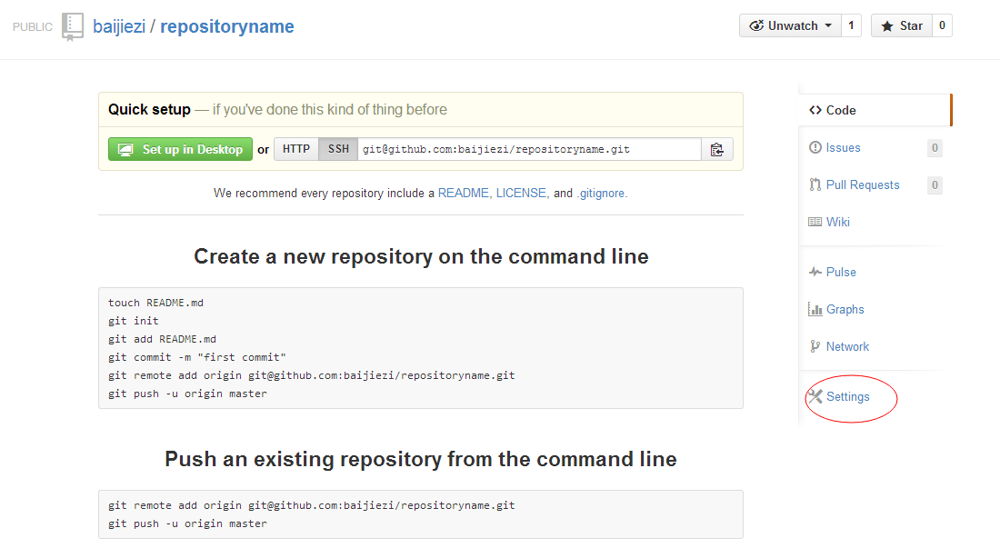 PUBLIC baijiezi / repositoryname
Unwatch 1 Star 0
Quick setup — if you've done this kind of thing before
Set up in Desktop or HTTP SSH git@github.com:baijiezi/repositoryname.git
We recommend every repository include a README, LICENSE, and .gitignore.
Create a new repository on the command line
touch README.md
git init
git add README.md
git commit -m "first commit"
git remote add origin git@github.com:baijiezi/repositoryname.git
git push -u origin master
Push an existing repository from the command line
git remote add origin git@github.com:baijiezi/repositoryname.git
git push -u origin master
Code
Issues 0
Pull Requests 0
Wiki
Pulse
Graphs
Network
Settings